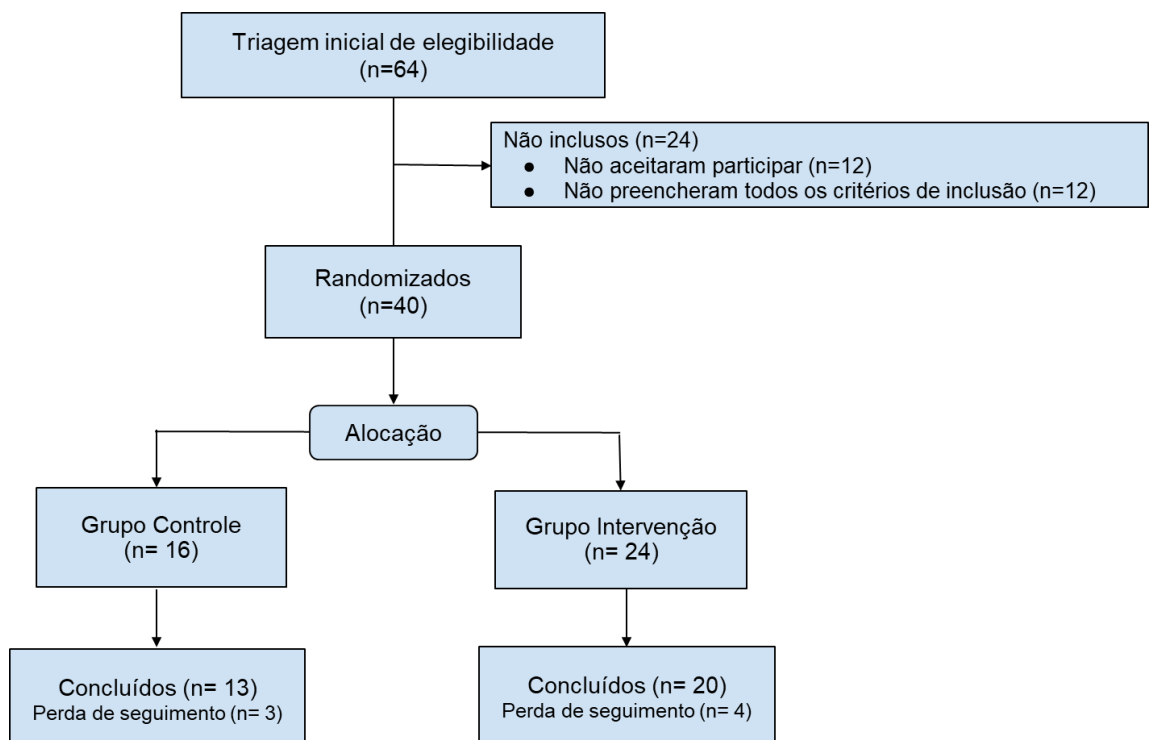 Triagem inicial de elegibilidade
(n=64)
Não inclusos (n=24)
● Não aceitaram participar (n=12)
● Não preencheram todos os critérios de inclusão (n=12)
Randomizados
(n=40)
Alocação
Grupo Controle
(n= 16)
Grupo Intervenção
(n= 24)
Concluídos (n= 13)
Perda de seguimento (n= 3)
Concluídos (n= 20)
Perda de seguimento (n= 4)